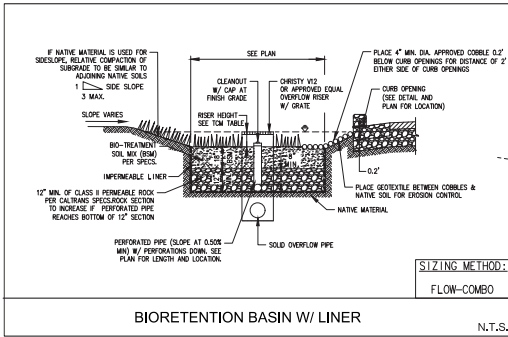 IF NATIVE MATERIAL IS USED FOR
SIDESLOPE, RELATIVE COMPACTION OF
SUBGRADE TO BE SIMILAR TO
ADJOINING NATIVE SOILS
1 SIDE SLOPE
3 MAX.
SLOPE VARIES
BIO-TREATMENT
SOIL MIX (BSM)
PER SPECS.
IMPERMEABLE LINER
12" MIN. OF CLASS II PERMEABLE ROCK
PER CALTRANS SPECS.ROCK SECTION
TO INCREASE IF PERFORATED PIPE
REACHES BOTTOM OF 12" SECTION
PERFORATED PIPE (SLOPE AT 0.50%
MIN) W/ PERFORATIONS DOWN. SEE
PLAN FOR LENGTH AND LOCATION.
SEE PLAN
CLEANOUT
W/ CAP AT
FINISH GRADE
RISER HEIGHT
SEE TCM TABLE
CHRISTY V12
OR APPROVED EQUAL
OVERFLOW RISER
W/ GRATE
18"
(BSM)
MIN.
SOLID OVERFLOW PIPE
PLACE 4" MIN. DIA. APPROVED COBBLE 0.2'
BELOW CURB OPENINGS FOR DISTANCE OF 2'
EITHER SIDE OF CURB OPENINGS
CURB OPENING
(SEE DETAIL AND
PLAN FOR LOCATION)
0.2'
PLACE GEOTEXTILE BETWEEN COBBLES &
NATIVE SOIL FOR EROSION CONTROL
NATIVE MATERIAL
SIZING METHOD:
FLOW-COMBO
BIORETENTION BASIN W/ LINER
N.T.S.